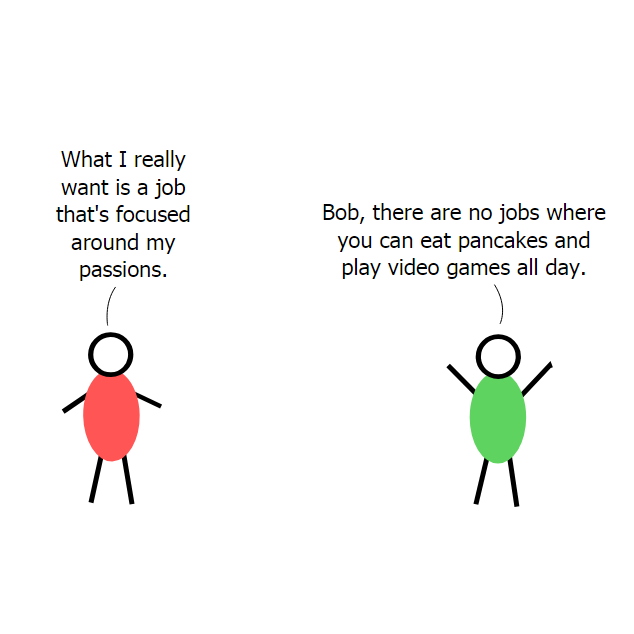 What I really
want is a job
that's focused
around my
passions.
Bob, there are no jobs where
you can eat pancakes and
play video games all day.